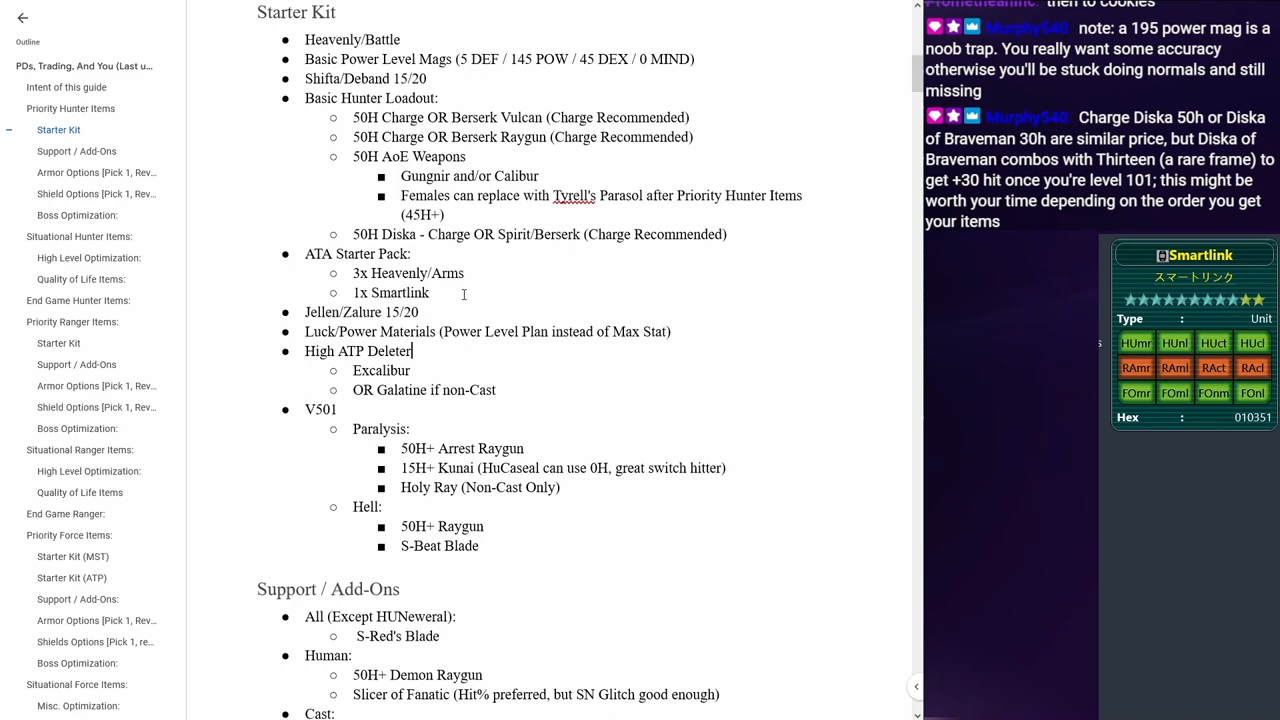 Outline
PDs, Trading, And You (Last u...
Intent of this guide
Priority Hunter Items
Starter Kit
Support / Add-Ons
Armor Options [Pick 1, Rev...
Shield Options [Pick 1, Rev...
Boss Optimization:
Situational Hunter Items:
High Level Optimization:
Quality of Life Items:
End Game Hunter Items:
Priority Ranger Items:
Starter Kit
Support / Add-Ons
Armor Options [Pick 1, Rev...
Shield Options [Pick 1, Rev...
Boss Optimization:
Situational Ranger Items:
High Level Optimization:
Quality of Life Items
End Game Ranger:
Priority Force Items:
Starter Kit (MST)
Starter Kit (ATP)
Support / Add-Ons:
Armor Options [Pick 1, Rev...
Shields Options [Pick 1, re...
Boss Optimization:
Situational Force Items:
Misc. Optimization:
Starter Kit
● Heavenly/Battle
● Basic Power Level Mags (5 DEF / 145 POW / 45 DEX / 0 MIND)
● Shifta/Deband 15/20
● Basic Hunter Loadout:
○ 50H Charge OR Berserk Vulcan (Charge Recommended)
○ 50H Charge OR Berserk Raygun (Charge Recommended)
○ 50H AoE Weapons
■ Gungnir and/or Calibur
■ Females can replace with Tyrell's Parasol after Priority Hunter Items
(45H+)
○ 50H Diska - Charge OR Spirit/Berserk (Charge Recommended)
● ATA Starter Pack:
○ 3x Heavenly/Arms
○ 1x Smartlink
● Jellen/Zalure 15/20
● Luck/Power Materials (Power Level Plan instead of Max Stat)
● High ATP Deleter
○ Excalibur
○ OR Galatine if non-Cast
● V501
○ Paralysis:
■ 50H+ Arrest Raygun
■ 15H+ Kunai (HuCaseal can use 0H, great switch hitter)
■ Holy Ray (Non-Cast Only)
○ Hell:
■ 50H+ Raygun
■ S-Beat Blade
Support / Add-Ons
● All (Except HUNeweral):
○ S-Red's Blade
● Human:
○ 50H+ Demon Raygun
○ Slicer of Fanatic (Hit% preferred, but SN Glitch good enough)
● Cast:
then to cookies
Murphy540 note: a 195 power mag is a
noob trap. You really want some accuracy
otherwise you'll be stuck doing normals and still
missing
Murphy540 Charge Diska 50h or Diska
of Braveman 30h are similar price, but Diska of
Braveman combos with Thirteen (a rare frame) to
get +30 hit once you're level 101; this might be
worth your time depending on the order you get
your items
Smartlink
スマートリンク
Type : Unit
HUmr HUnl HUct HUcl
RAmr RAml RAct RAcl
FOmr FOml FOnm FOnl
Hex : 010351